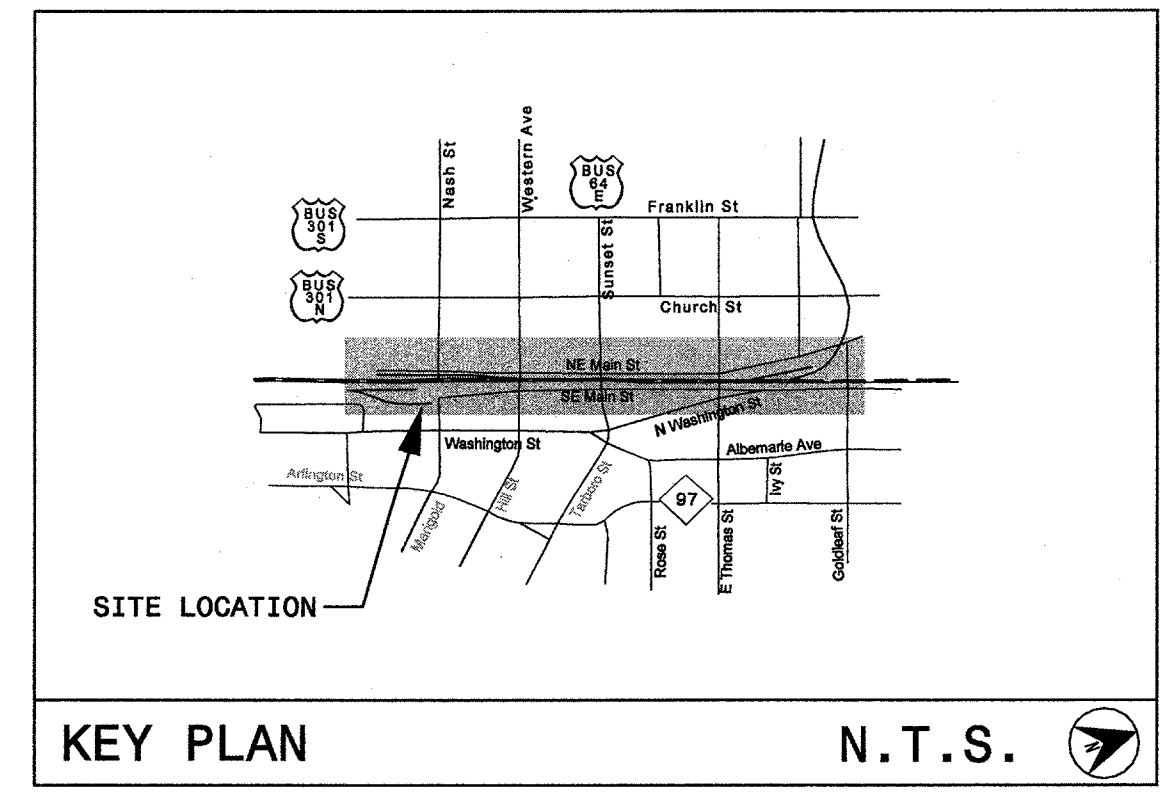 Nash St
Western Ave
BUS
64
E
BUS
301
S
Franklin St
Sunset St
BUS
301
N
Church St
NE Main St
SE Main St
N Washington St
Washington St
Albemarle Ave
Arlington St
Ivy St
Hill St
Tarboro St
97
Marigold
Rose St
E Thomas St
Goldleaf St
SITE LOCATION
KEY PLAN
N.T.S.
N